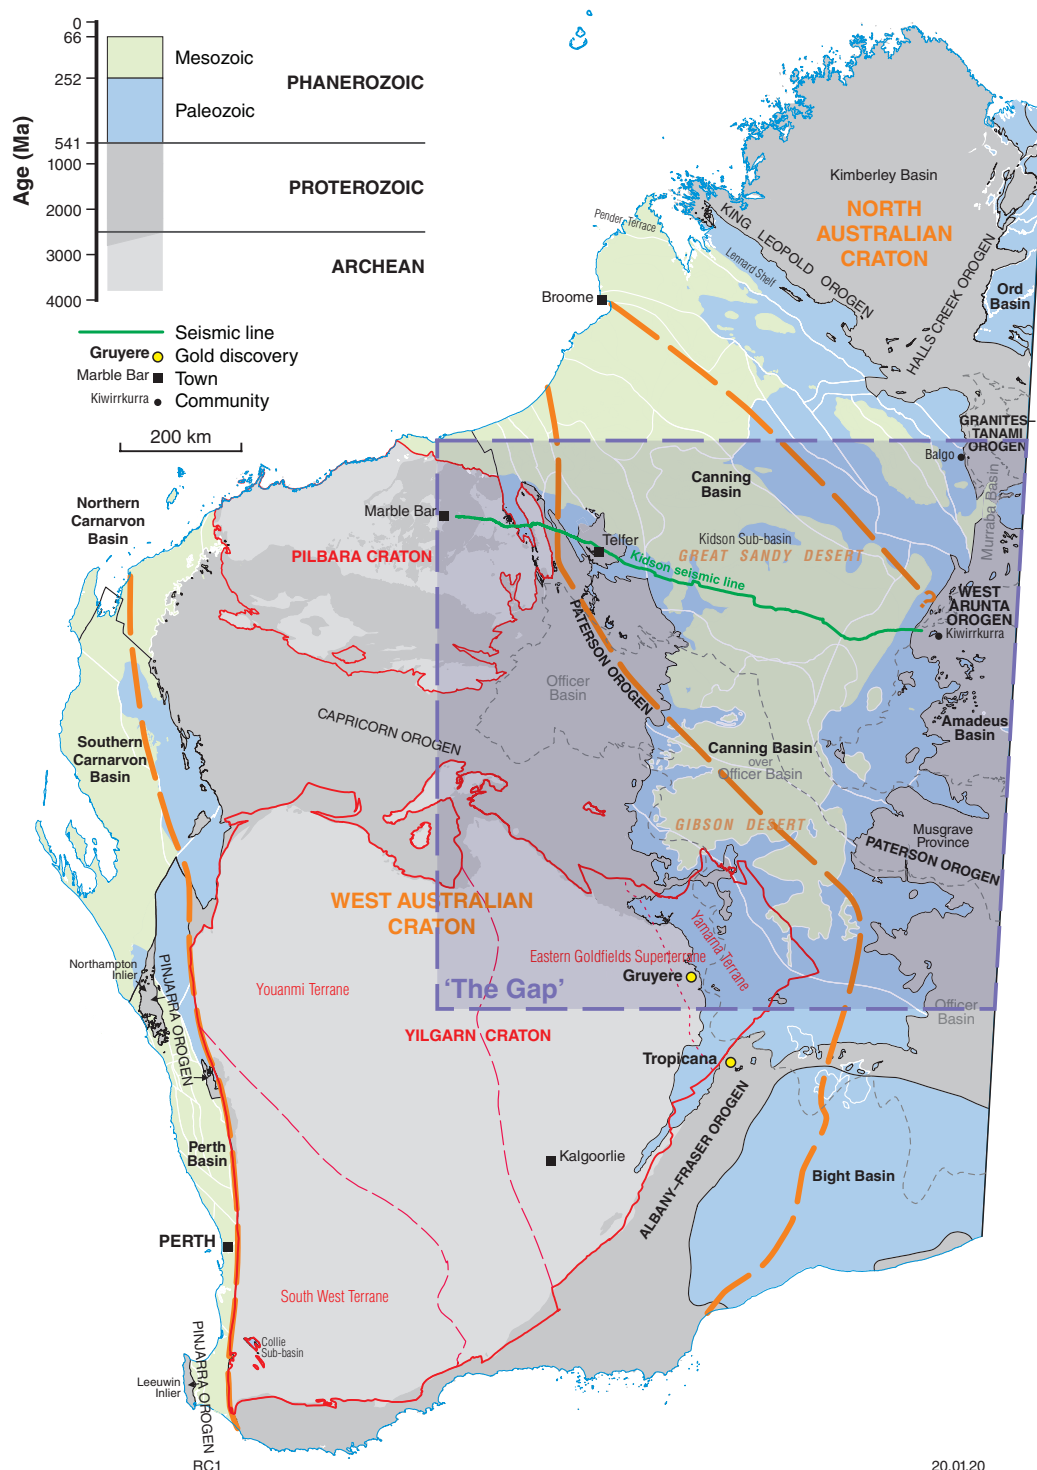 0
66
Mesozoic
252
PHANEROZOIC
Paleozoic
541
1000
Age (Ma)
PROTEROZOIC
2000
3000
ARCHEAN
4000
Seismic line
Gruyere
Gold discovery
Marble Bar
Town
Kiwirrkurra
Community
200 km
Kimberley Basin
NORTH
AUSTRALIAN
CRATON
Pender Terrace
KING LEOPOLD OROGEN
Lennard Shelf
HALLS CREEK OROGEN
Ord
Basin
Broome
GRANITES–
TANAMI
OROGEN
Balgo
Murraba Basin
Northern
Carnarvon
Basin
Canning
Basin
Marble Bar
PILBARA CRATON
Telfer
Kidson Sub-basin
GREAT SANDY DESERT
Kidson seismic line
?
WEST
ARUNTA
OROGEN
Kiwirrkurra
PATERSON OROGEN
Officer
Basin
CAPRICORN OROGEN
Amadeus
Basin
Southern
Carnarvon
Basin
Canning Basin
over
Officer Basin
GIBSON DESERT
Musgrave
Province
PATERSON OROGEN
WEST AUSTRALIAN
CRATON
Yamarna Terrane
Eastern Goldfields Superterrane
Northampton
Inlier
PINJARRA OROGEN
Youanmi Terrane
Gruyere
'The Gap'
Officer
Basin
YILGARN CRATON
Tropicana
ALBANY–FRASER OROGEN
Perth
Basin
Kalgoorlie
Bight Basin
PERTH
South West Terrane
Collie
Sub-basin
PINJARRA OROGEN
Leeuwin
Inlier
RC1
20.01.20